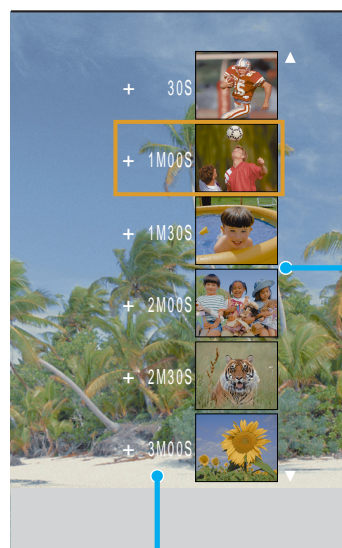 + 30S
+ 1M00S
+ 1M30S
+ 2M00S
+ 2M30S
+ 3M00S